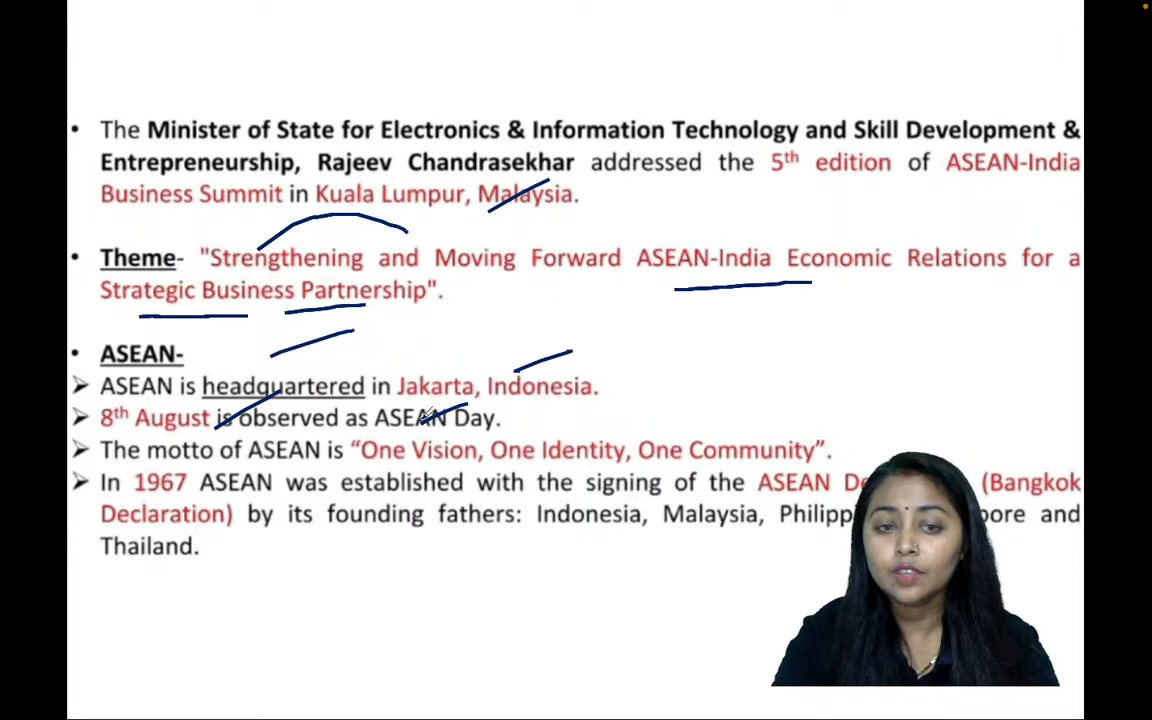 • The Minister of State for Electronics & Information Technology and Skill Development &
Entrepreneurship, Rajeev Chandrasekhar addressed the 5th edition of ASEAN-India
Business Summit in Kuala Lumpur, Malaysia.
• Theme- "Strengthening and Moving Forward ASEAN-India Economic Relations for a
Strategic Business Partnership".
• ASEAN-
➢ ASEAN is headquartered in Jakarta, Indonesia.
➢ 8th August is observed as ASEAN Day.
➢ The motto of ASEAN is “One Vision, One Identity, One Community”.
➢ In 1967 ASEAN was established with the signing of the ASEAN (Bangkok
Declaration) by its founding fathers: Indonesia, Malaysia, and
Thailand.